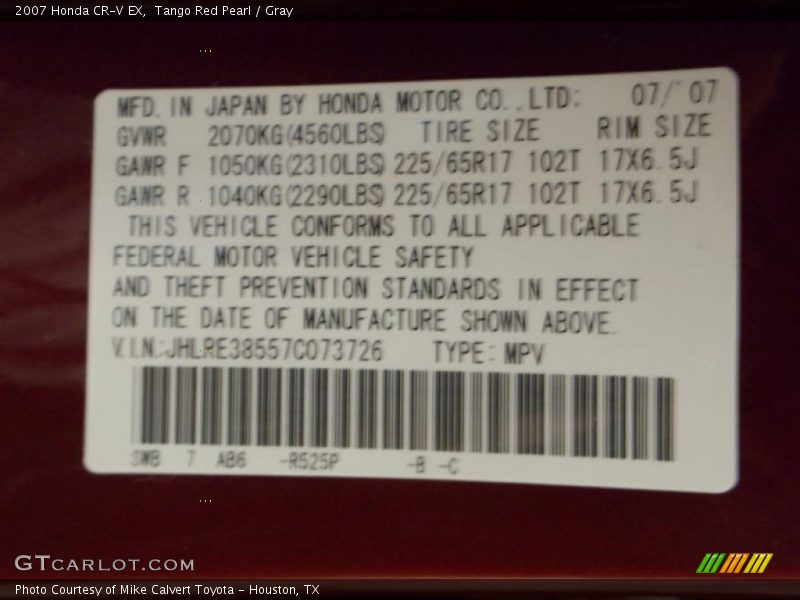 2007 Honda CR-V EX,  Tango Red Pearl / Gray
MFD. IN JAPAN BY HONDA MOTOR CO., LTD: 07/'07
GVWR 2070KG(4560LBS) TIRE SIZE RIM SIZE
GAWR F 1050KG(2310LBS) 225/65R17 102T 17X6.5J
GAWR R 1040KG(2290LBS) 225/65R17 102T 17X6.5J
THIS VEHICLE CONFORMS TO ALL APPLICABLE
FEDERAL MOTOR VEHICLE SAFETY
AND THEFT PREVENTION STANDARDS IN EFFECT
ON THE DATE OF MANUFACTURE SHOWN ABOVE.
V.I.N.:JHLRE38557C073726 TYPE: MPV
SWB 7 AB6 -R525P -B -C
GTCARLOT.COM
Photo Courtesy of Mike Calvert Toyota - Houston, TX